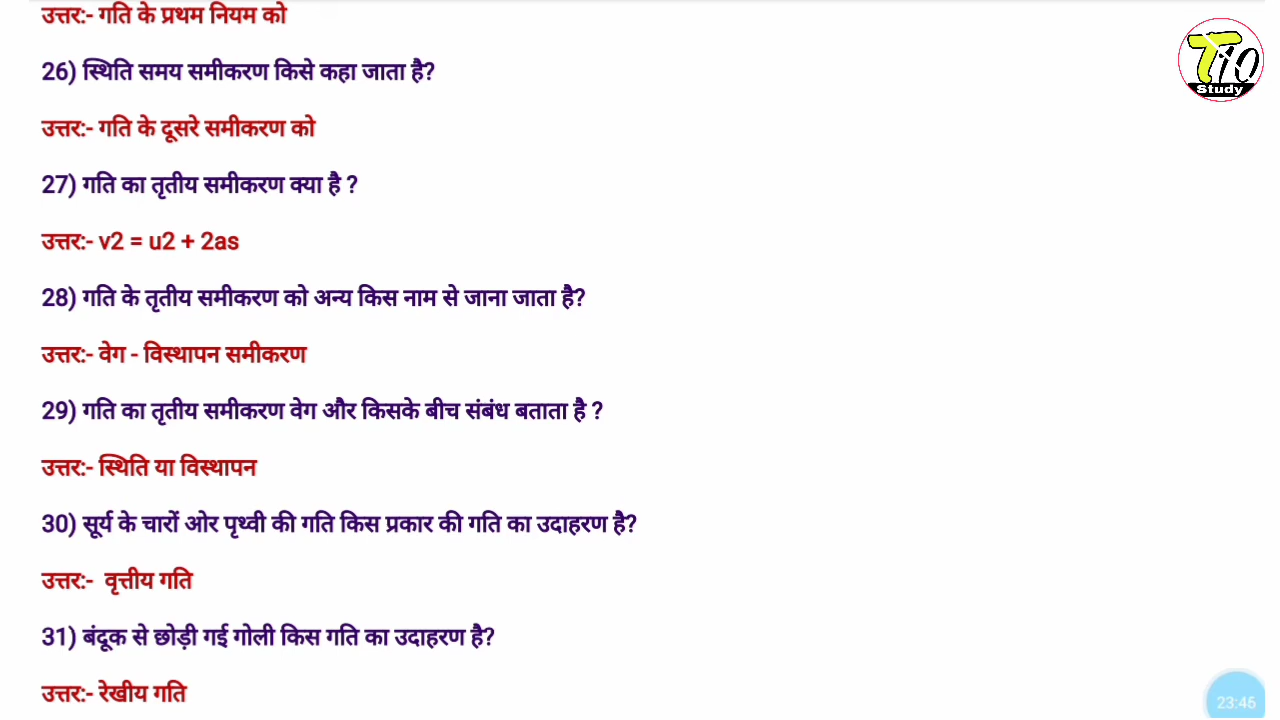 उत्तर:- गति के प्रथम नियम को
26) स्थिति समय समीकरण किसे कहा जाता है?
उत्तर:- गति के दूसरे समीकरण को
27) गति का तृतीय समीकरण क्या है ?
उत्तर:- v2 = u2 + 2as
28) गति के तृतीय समीकरण को अन्य किस नाम से जाना जाता है?
उत्तर:- वेग - विस्थापन समीकरण
29) गति का तृतीय समीकरण वेग और किसके बीच संबंध बताता है ?
उत्तर:- स्थिति या विस्थापन
30) सूर्य के चारों ओर पृथ्वी की गति किस प्रकार की गति का उदाहरण है?
उत्तर:- वृत्तीय गति
31) बंदूक से छोड़ी गई गोली किस गति का उदाहरण है?
उत्तर:- रेखीय गति
T10
Study
23:46